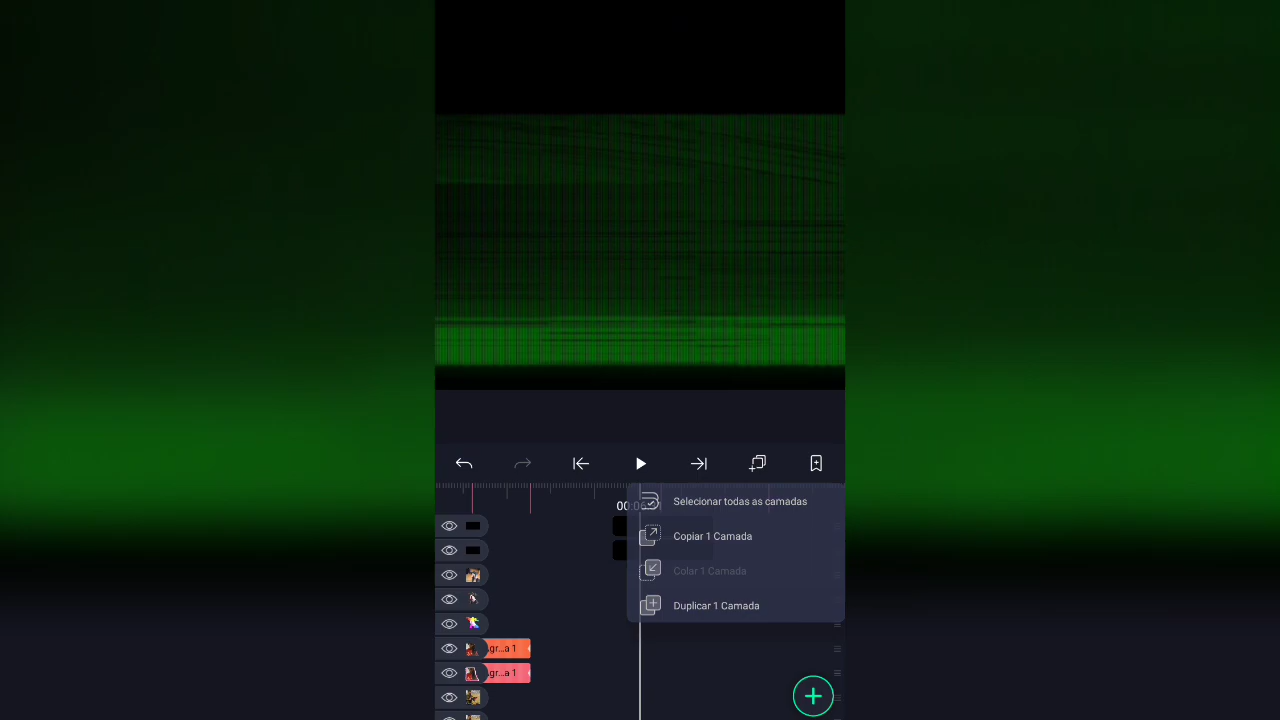 Selecionar todas as camadas
Copiar 1 Camada
Colar 1 Camada
Duplicar 1 Camada
gr...a 1
gr...a 1